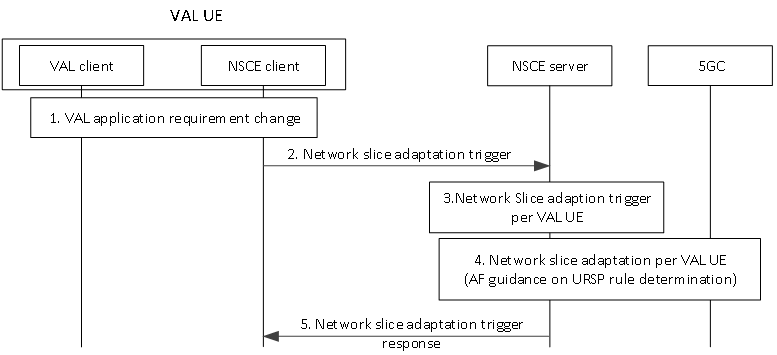 VAL UE
VAL client
NSCE client
NSCE server
5GC
1. VAL application requirement change
2. Network slice adaptation trigger
3.Network Slice adaption trigger
per VAL UE
4. Network slice adaptation per VAL UE
(AF guidance on URSP rule determination)
5. Network slice adaptation trigger
response